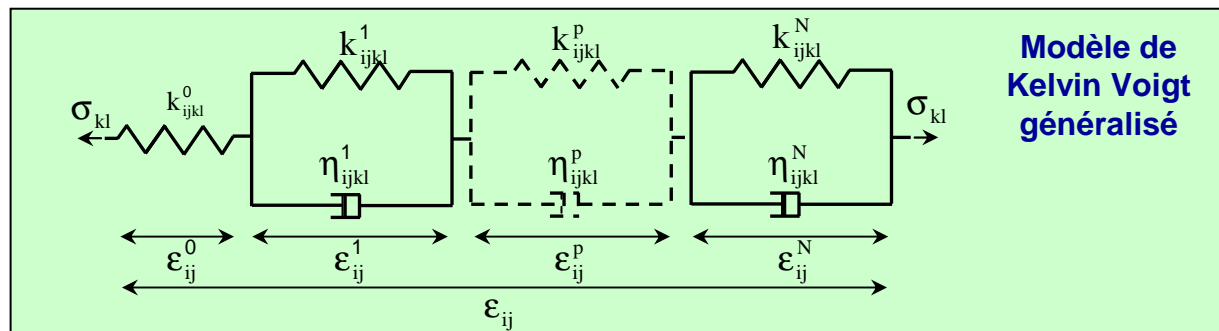 k¹ᵢⱼₖₗ kᵖᵢⱼₖₗ kᴺᵢⱼₖₗ
Modèle de
Kelvin Voigt
généralisé
σₖₗ k⁰ᵢⱼₖₗ σₖₗ
η¹ᵢⱼₖₗ ηᵖᵢⱼₖₗ ηᴺᵢⱼₖₗ
ε⁰ᵢⱼ ε¹ᵢⱼ εᵖᵢⱼ εᴺᵢⱼ
εᵢⱼ